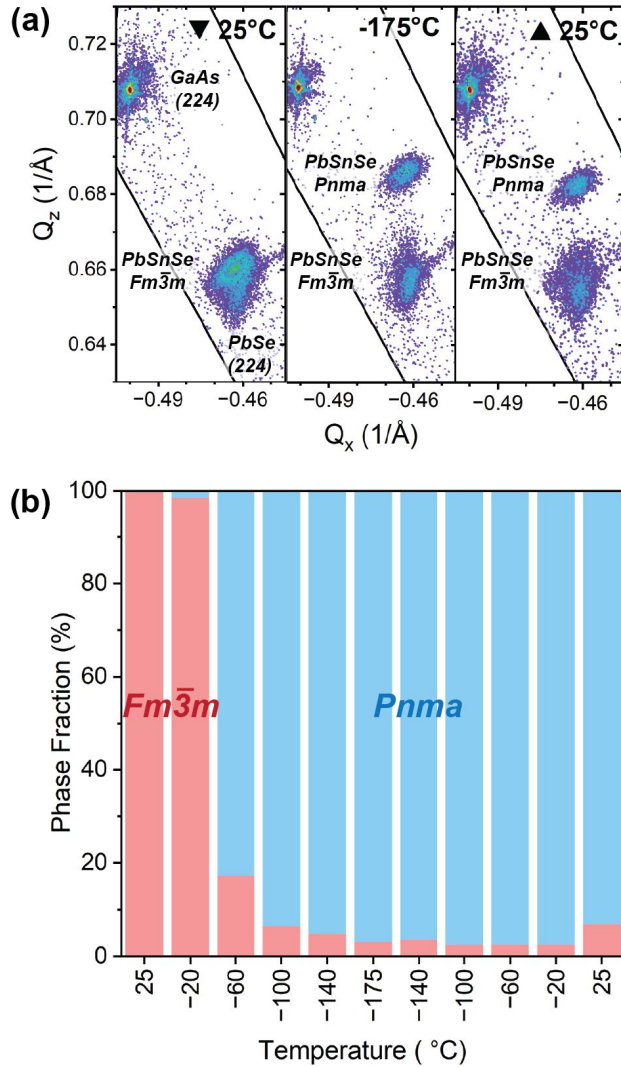 (a)
▼ 25°C
-175°C
▲ 25°C
Q_z (1/Å)
0.72
0.70
0.68
0.66
0.64
GaAs
(224)
PbSnSe
Fm3̅m
PbSe
(224)
PbSnSe
Pnma
PbSnSe
Fm3̅m
PbSnSe
Pnma
PbSnSe
Fm3̅m
−0.49 −0.46 −0.49 −0.46 −0.49 −0.46
Q_x (1/Å)
(b)
Phase Fraction (%)
100
80
60
40
20
0
Fm3̅m
Pnma
25 −20 −60 −100 −140 −175 −140 −100 −60 −20 25
Temperature ( °C)